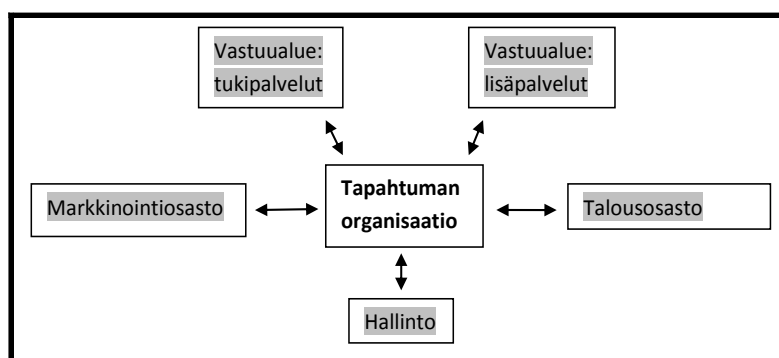 Vastuualue:
tukipalvelut
Vastuualue:
lisäpalvelut
Markkinointiosasto
Tapahtuman
organisaatio
Talousosasto
Hallinto